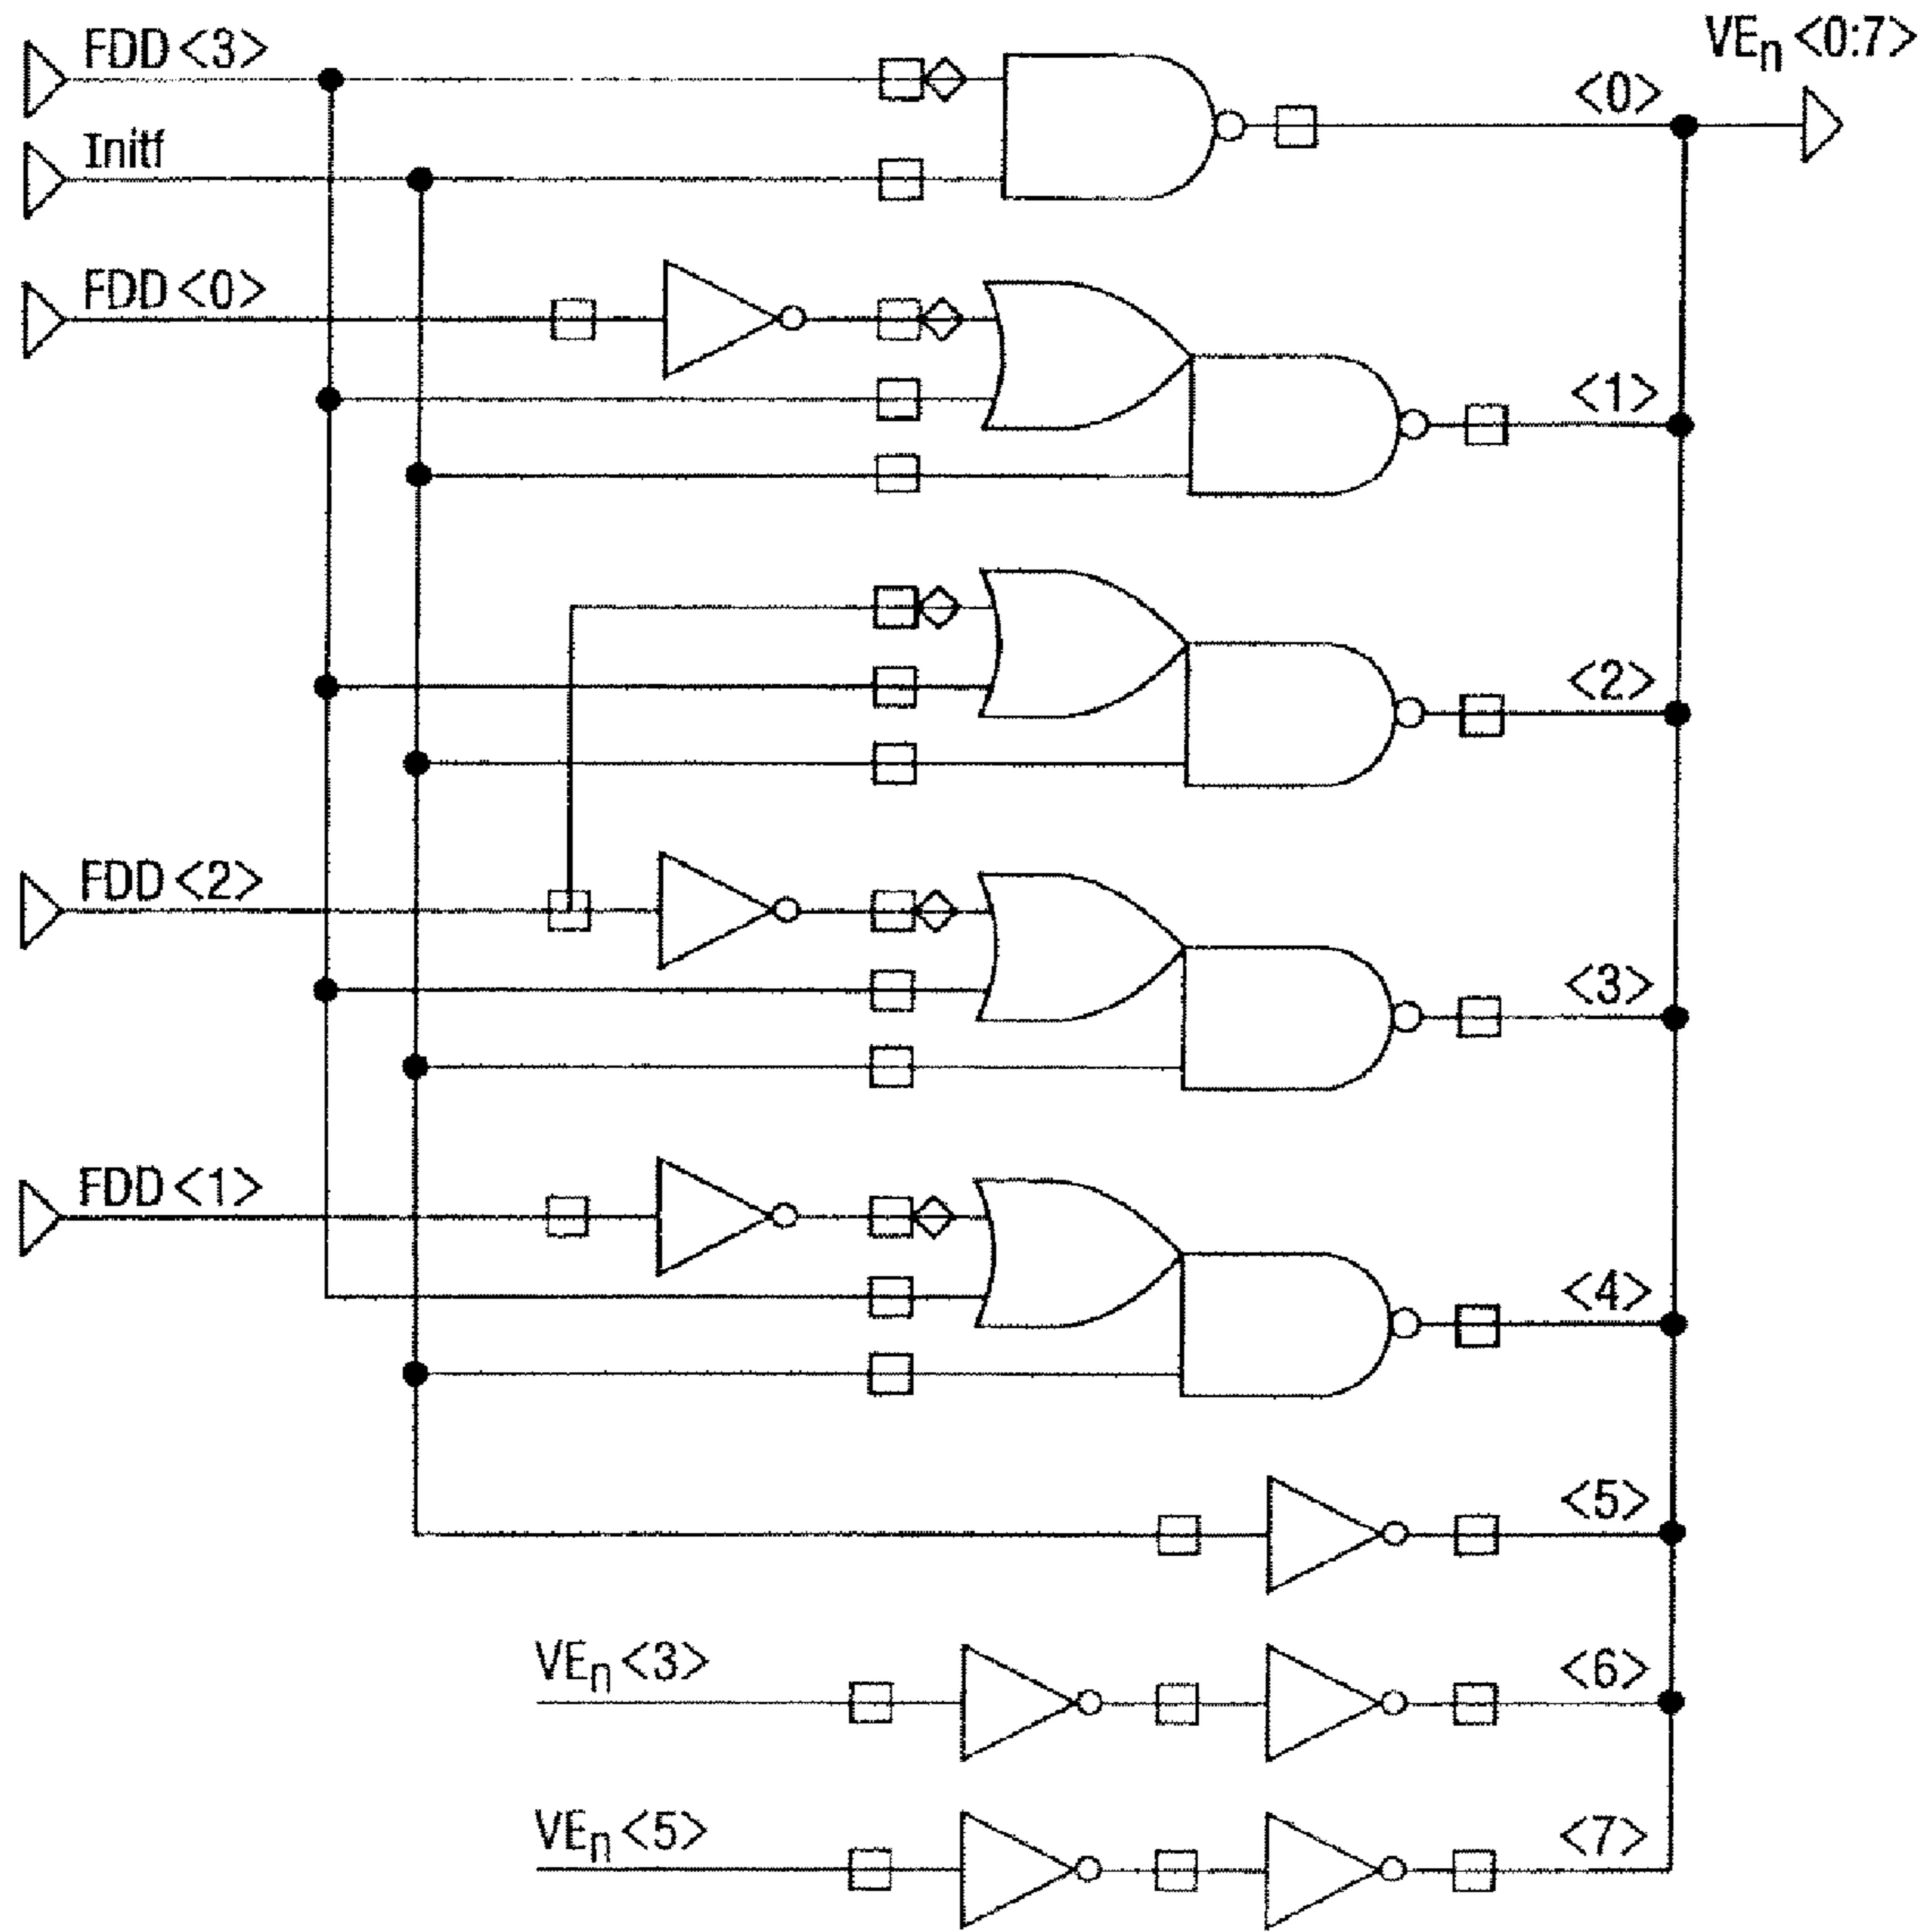 FDD<3>
VEn<0:7>
<0>
Initf
FDD<0>
<1>
<2>
FDD<2>
<3>
FDD<1>
<4>
<5>
VEn<3>
<6>
VEn<5>
<7>